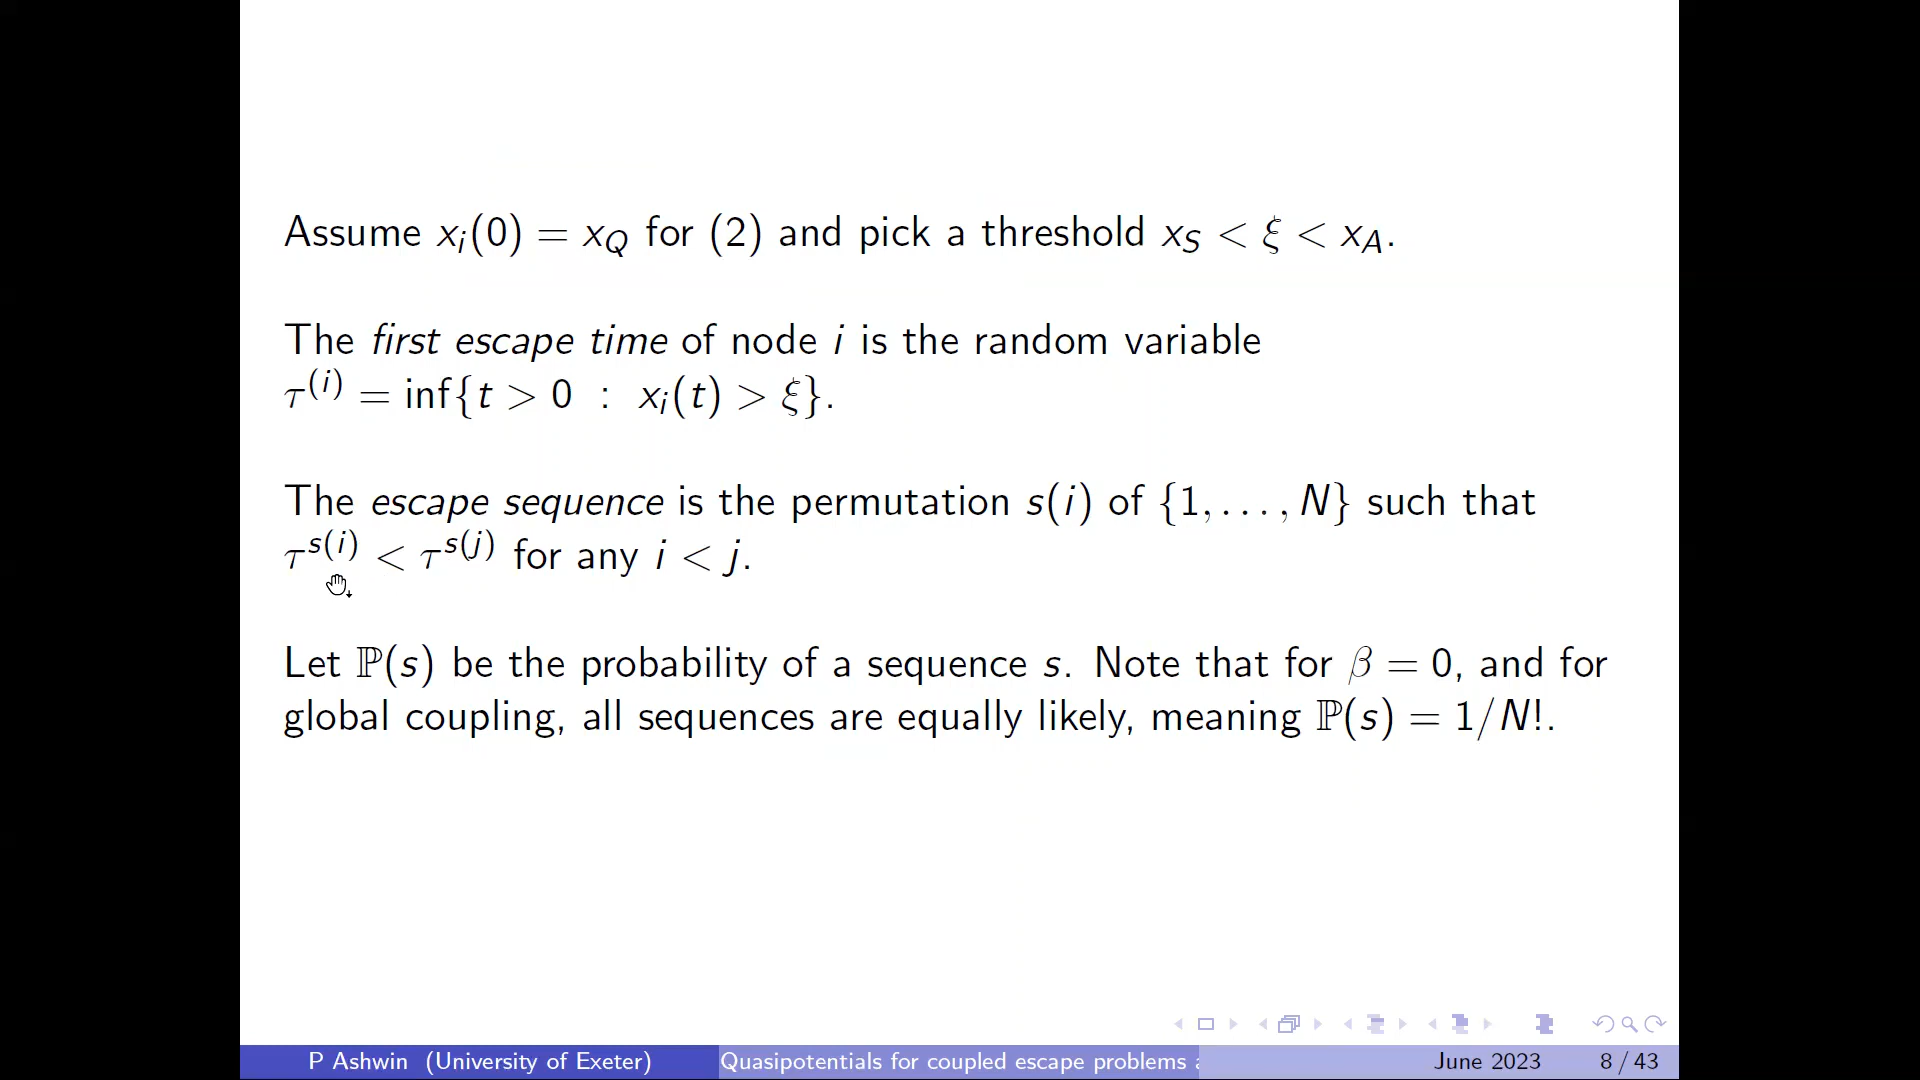 Assume x_i(0) = x_Q for (2) and pick a threshold x_S < ξ < x_A.
The first escape time of node i is the random variable
τ^(i) = inf{t > 0 : x_i(t) > ξ}.
The escape sequence is the permutation s(i) of {1, . . . , N} such that
τ^s(i) < τ^s(j) for any i < j.
Let ℙ(s) be the probability of a sequence s. Note that for β = 0, and for
global coupling, all sequences are equally likely, meaning ℙ(s) = 1/N!.
P Ashwin (University of Exeter) Quasipotentials for coupled escape problems June 2023 8 / 43